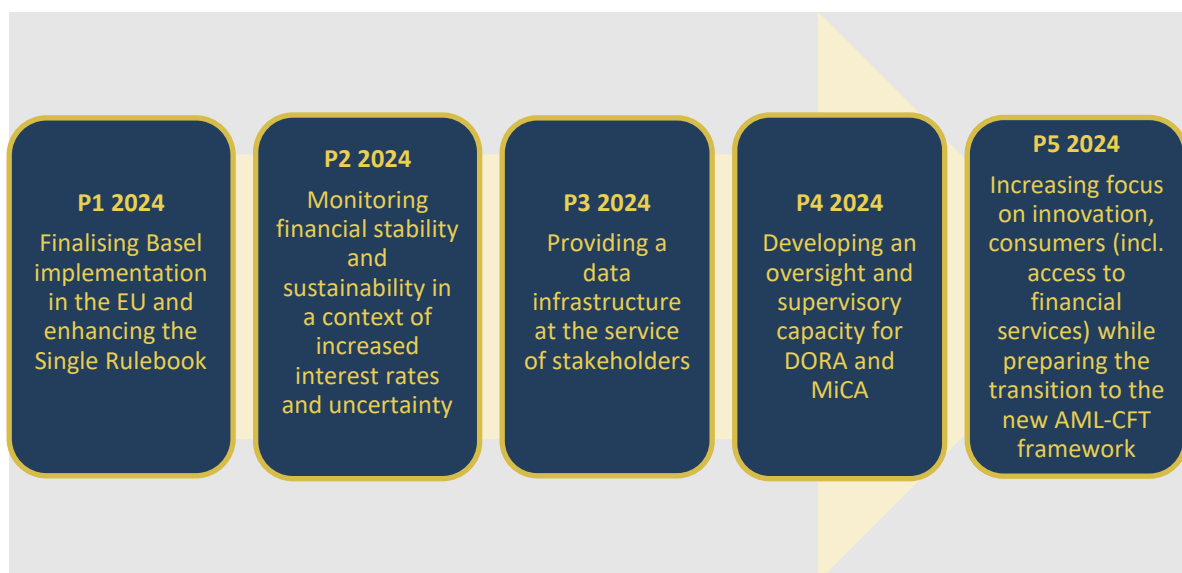 P1 2024
Finalising Basel
implementation
in the EU and
enhancing the
Single Rulebook
P2 2024
Monitoring
financial stability
and
sustainability in
a context of
increased
interest rates
and uncertainty
P3 2024
Providing a
data
infrastructure
at the service
of stakeholders
P4 2024
Developing an
oversight and
supervisory
capacity for
DORA and
MiCA
P5 2024
Increasing focus
on innovation,
consumers (incl.
access to
financial
services) while
preparing the
transition to the
new AML-CFT
framework